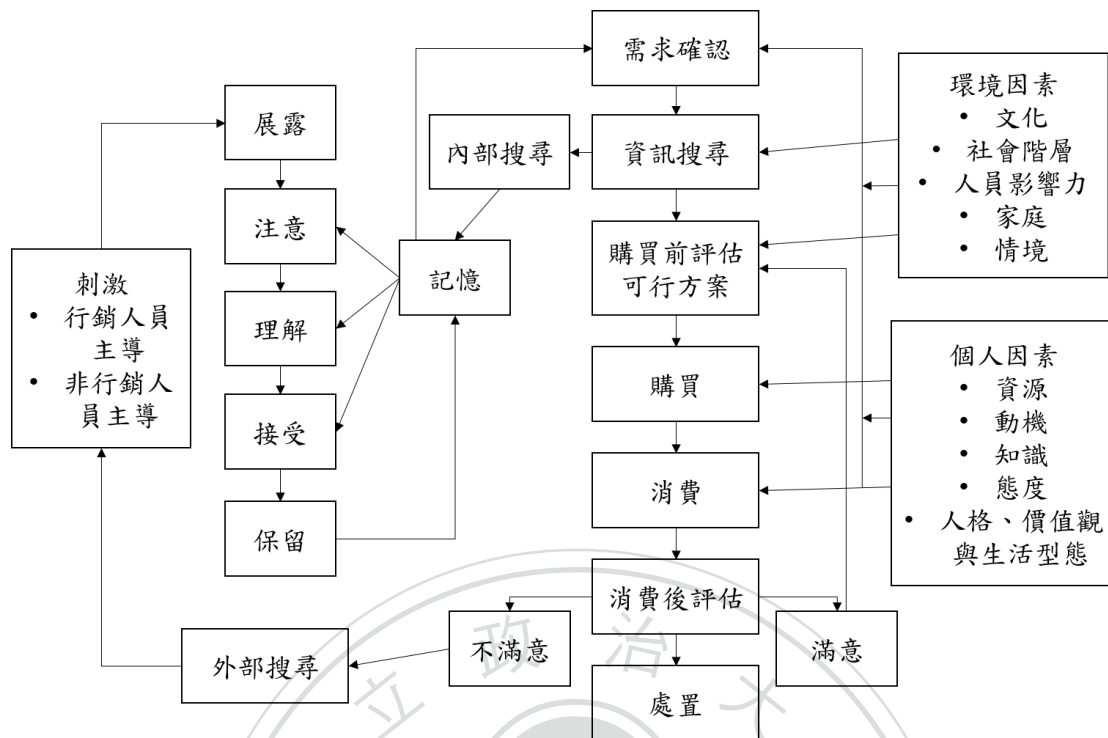 需求確認
環境因素
• 文化
• 社會階層
• 人員影響力
• 家庭
• 情境
展露
內部搜尋
資訊搜尋
注意
記憶
購買前評估
可行方案
刺激
• 行銷人員
主導
• 非行銷人
員主導
理解
購買
個人因素
• 資源
• 動機
• 知識
• 態度
• 人格、價值觀
與生活型態
接受
消費
保留
消費後評估
外部搜尋
不滿意
滿意
處置
立政治大